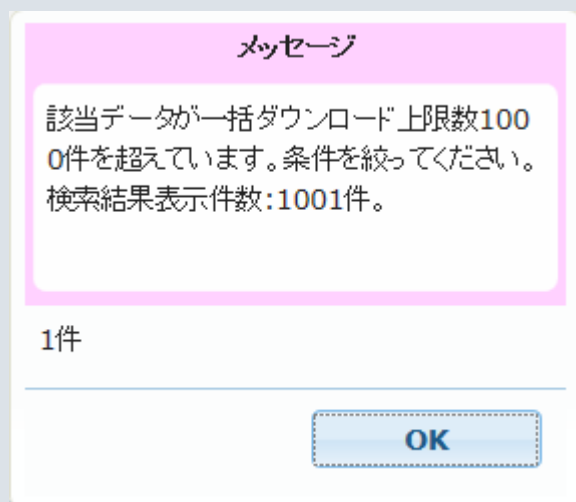 メッセージ
該当データが一括ダウンロード上限数100
0件を超えています。条件を絞ってください。
検索結果表示件数:1001件。
1件
OK